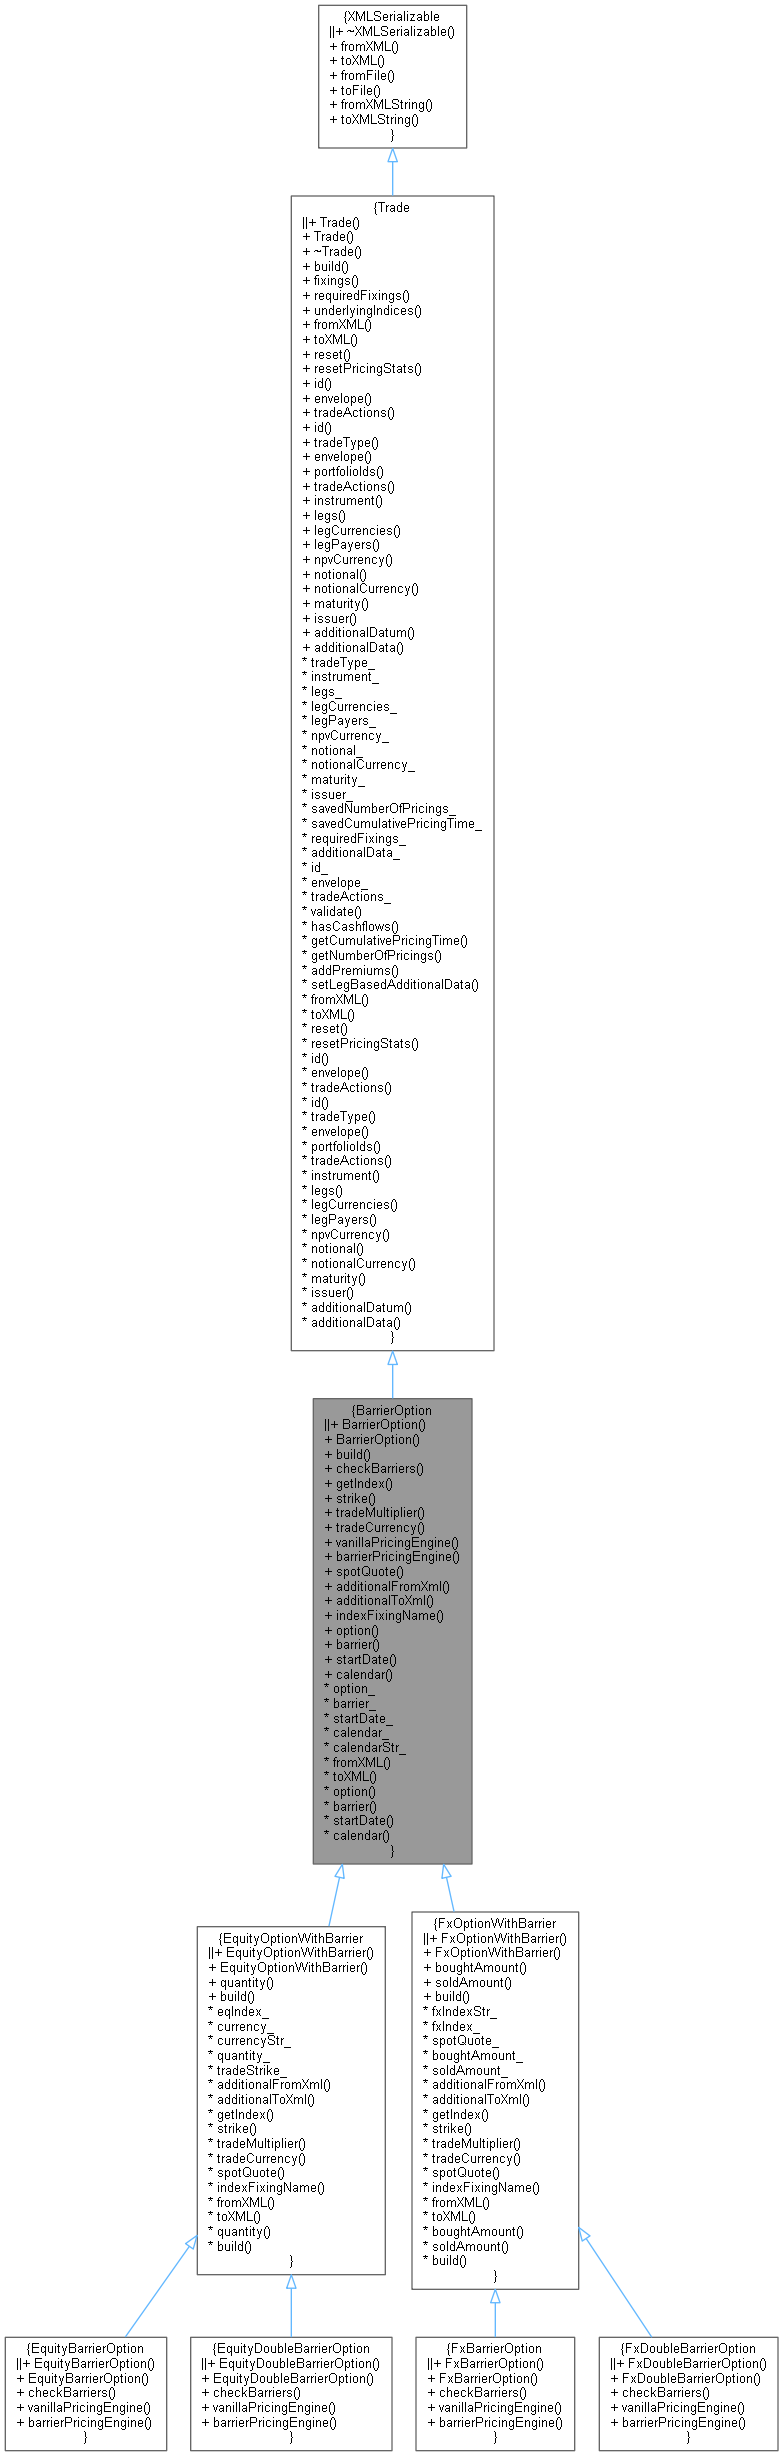 {XMLSerializable
||+ ~XMLSerializable()
+ fromXML()
+ toXML()
+ fromFile()
+ toFile()
+ fromXMLString()
+ toXMLString()
}
{Trade
||+ Trade()
+ Trade()
+ ~Trade()
+ build()
+ fixings()
+ requiredFixings()
+ underlyingIndices()
+ fromXML()
+ toXML()
+ reset()
+ resetPricingStats()
+ id()
+ envelope()
+ tradeActions()
+ id()
+ tradeType()
+ envelope()
+ portfolioIds()
+ tradeActions()
+ instrument()
+ legs()
+ legCurrencies()
+ legPayers()
+ npvCurrency()
+ notional()
+ notionalCurrency()
+ maturity()
+ issuer()
+ additionalDatum()
+ additionalData()
* tradeType_
* instrument_
* legs_
* legCurrencies_
* legPayers_
* npvCurrency_
* notional_
* notionalCurrency_
* maturity_
* issuer_
* savedNumberOfPricings_
* savedCumulativePricingTime_
* requiredFixings_
* additionalData_
* id_
* envelope_
* tradeActions_
* validate()
* hasCashflows()
* getCumulativePricingTime()
* getNumberOfPricings()
* addPremiums()
* setLegBasedAdditionalData()
* fromXML()
* toXML()
* reset()
* resetPricingStats()
* id()
* envelope()
* tradeActions()
* id()
* tradeType()
* envelope()
* portfolioIds()
* tradeActions()
* instrument()
* legs()
* legCurrencies()
* legPayers()
* npvCurrency()
* notional()
* notionalCurrency()
* maturity()
* issuer()
* additionalDatum()
* additionalData()
}
{BarrierOption
||+ BarrierOption()
+ BarrierOption()
+ build()
+ checkBarriers()
+ getIndex()
+ strike()
+ tradeMultiplier()
+ tradeCurrency()
+ vanillaPricingEngine()
+ barrierPricingEngine()
+ spotQuote()
+ additionalFromXml()
+ additionalToXml()
+ indexFixingName()
+ option()
+ barrier()
+ startDate()
+ calendar()
* option_
* barrier_
* startDate_
* calendar_
* calendarStr_
* fromXML()
* toXML()
* option()
* barrier()
* startDate()
* calendar()
}
{EquityOptionWithBarrier
||+ EquityOptionWithBarrier()
+ EquityOptionWithBarrier()
+ quantity()
+ build()
* eqIndex_
* currency_
* currencyStr_
* quantity_
* tradeStrike_
* additionalFromXml()
* additionalToXml()
* getIndex()
* strike()
* tradeMultiplier()
* tradeCurrency()
* spotQuote()
* indexFixingName()
* fromXML()
* toXML()
* quantity()
* build()
}
{FxOptionWithBarrier
||+ FxOptionWithBarrier()
+ FxOptionWithBarrier()
+ boughtAmount()
+ soldAmount()
+ build()
* fxIndexStr_
* fxIndex_
* spotQuote_
* boughtAmount_
* soldAmount_
* additionalFromXml()
* additionalToXml()
* getIndex()
* strike()
* tradeMultiplier()
* tradeCurrency()
* spotQuote()
* indexFixingName()
* fromXML()
* toXML()
* boughtAmount()
* soldAmount()
* build()
}
{EquityBarrierOption
||+ EquityBarrierOption()
+ EquityBarrierOption()
+ checkBarriers()
+ vanillaPricingEngine()
+ barrierPricingEngine()
}
{EquityDoubleBarrierOption
||+ EquityDoubleBarrierOption()
+ EquityDoubleBarrierOption()
+ checkBarriers()
+ vanillaPricingEngine()
+ barrierPricingEngine()
}
{FxBarrierOption
||+ FxBarrierOption()
+ FxBarrierOption()
+ checkBarriers()
+ vanillaPricingEngine()
+ barrierPricingEngine()
}
{FxDoubleBarrierOption
||+ FxDoubleBarrierOption()
+ FxDoubleBarrierOption()
+ checkBarriers()
+ vanillaPricingEngine()
+ barrierPricingEngine()
}